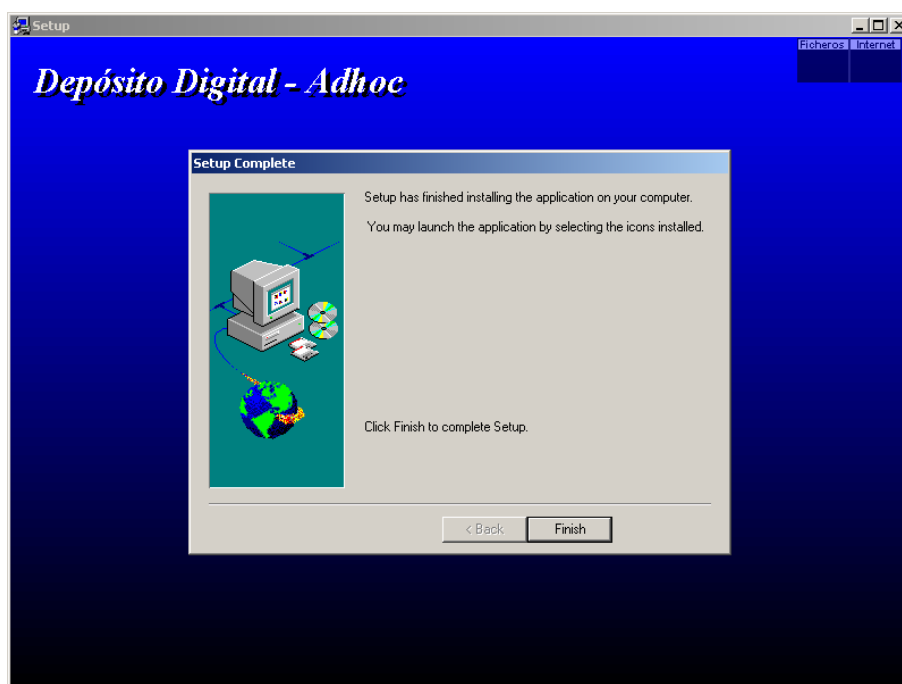 Setup
Ficheros Internet
Depósito Digital - Adhoc
Setup Complete
Setup has finished installing the application on your computer.
You may launch the application by selecting the icons installed.
Click Finish to complete Setup.
< Back Finish